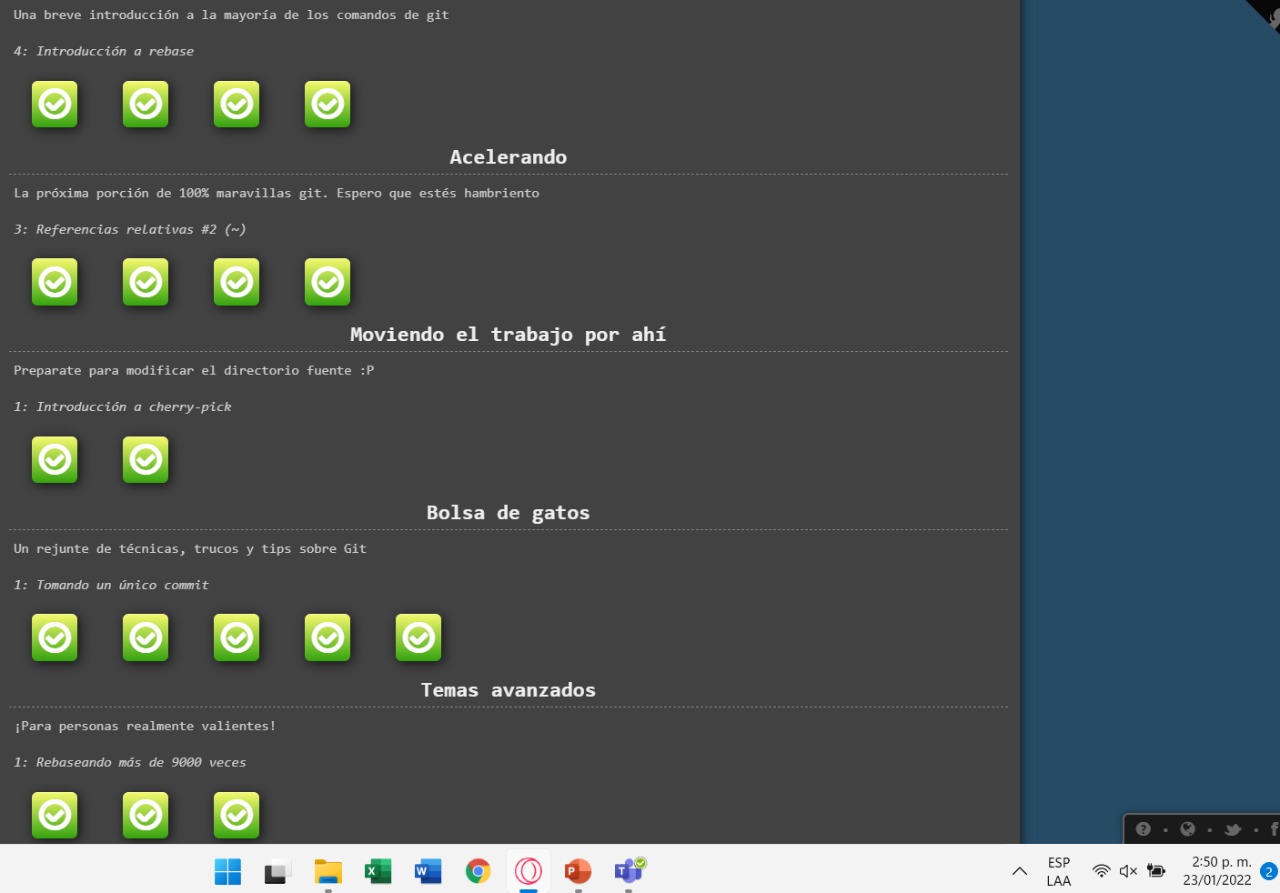 Una breve introducción a la mayoría de los comandos de git
4: Introducción a rebase
Acelerando
La próxima porción de 100% maravillas git. Espero que estés hambriento
3: Referencias relativas #2 (~)
Moviendo el trabajo por ahí
Preparate para modificar el directorio fuente :P
1: Introducción a cherry-pick
Bolsa de gatos
Un rejunte de técnicas, trucos y tips sobre Git
1: Tomando un único commit
Temas avanzados
¡Para personas realmente valientes!
1: Rebaseando más de 9000 veces
ESP
LAA
2:50 p. m.
23/01/2022
2